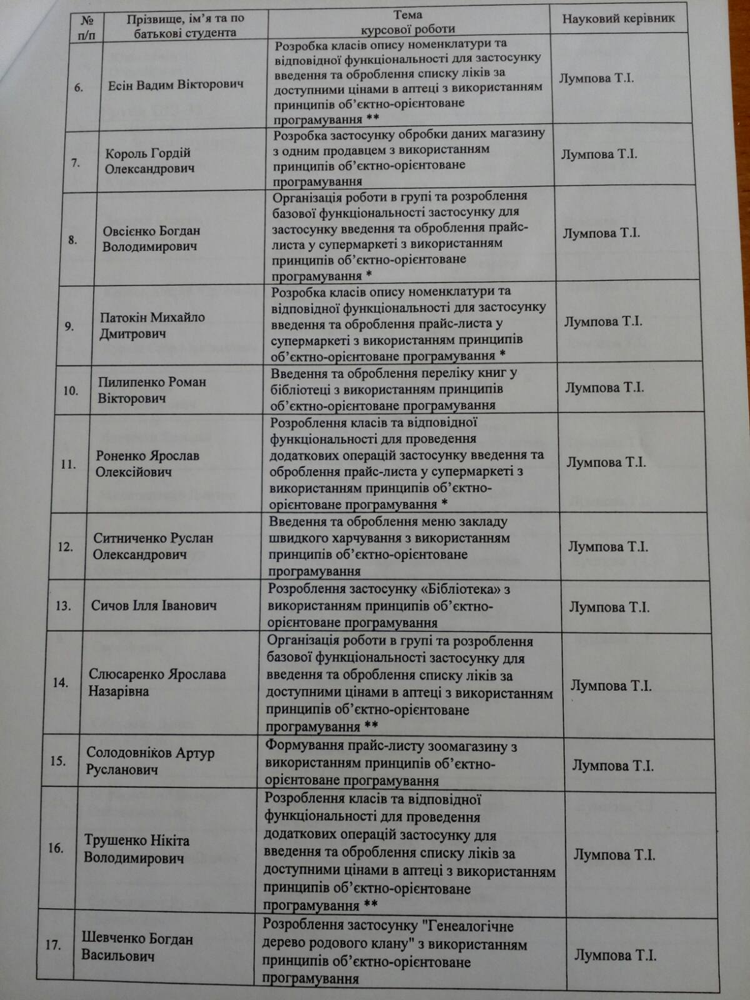 №
п/п
Прізвище, ім’я та по
батькові студента
Тема
курсової роботи
Науковий керівник
6.
Есін Вадим Вікторович
Розробка класів опису номенклатури та
відповідної функціональності для застосунку
введення та оброблення списку ліків за
доступними цінами в аптеці з використанням
принципів об’єктно-орієнтоване
програмування **
Лумпова Т.І.
7.
Король Гордій
Олександрович
Розробка застосунку обробки даних магазину
з одним продавцем з використанням
принципів об’єктно-орієнтоване
програмування
Лумпова Т.І.
8.
Овсієнко Богдан
Володимирович
Організація роботи в групі та розроблення
базової функціональності застосунку для
застосунку введення та оброблення прайс-
листа у супермаркеті з використанням
принципів об’єктно-орієнтоване
програмування *
Лумпова Т.І.
9.
Патокін Михайло
Дмитрович
Розробка класів опису номенклатури та
відповідної функціональності для застосунку
введення та оброблення прайс-листа у
супермаркеті з використанням принципів
об’єктно-орієнтоване програмування *
Лумпова Т.І.
10.
Пилипенко Роман
Вікторович
Введення та оброблення переліку книг у
бібліотеці з використанням принципів
об’єктно-орієнтоване програмування
Лумпова Т.І.
11.
Роненко Ярослав
Олексійович
Розроблення класів та відповідної
функціональності для проведення
додаткових операцій застосунку введення та
оброблення прайс-листа у супермаркеті з
використанням принципів об’єктно-
орієнтоване програмування *
Лумпова Т.І.
12.
Ситниченко Руслан
Олександрович
Введення та оброблення меню закладу
швидкого харчування з використанням
принципів об’єктно-орієнтоване
програмування
Лумпова Т.І.
13.
Сичов Ілля Іванович
Розроблення застосунку «Бібліотека» з
використанням принципів об’єктно-
орієнтоване програмування
Лумпова Т.І.
14.
Слюсаренко Ярослава
Назарівна
Організація роботи в групі та розроблення
базової функціональності застосунку для
введення та оброблення списку ліків за
доступними цінами в аптеці з використанням
принципів об’єктно-орієнтоване
програмування **
Лумпова Т.І.
15.
Солодовніков Артур
Русланович
Формування прайс-листу зоомагазину з
використанням принципів об’єктно-
орієнтоване програмування
Лумпова Т.І.
16.
Трушенко Нікіта
Володимирович
Розроблення класів та відповідної
функціональності для проведення
додаткових операцій застосунку для
введення та оброблення списку ліків за
доступними цінами в аптеці з використанням
принципів об’єктно-орієнтоване
програмування **
Лумпова Т.І.
17.
Шевченко Богдан
Васильович
Розроблення застосунку "Генеалогічне
дерево родового клану" з використанням
принципів об’єктно-орієнтоване
програмування
Лумпова Т.І.